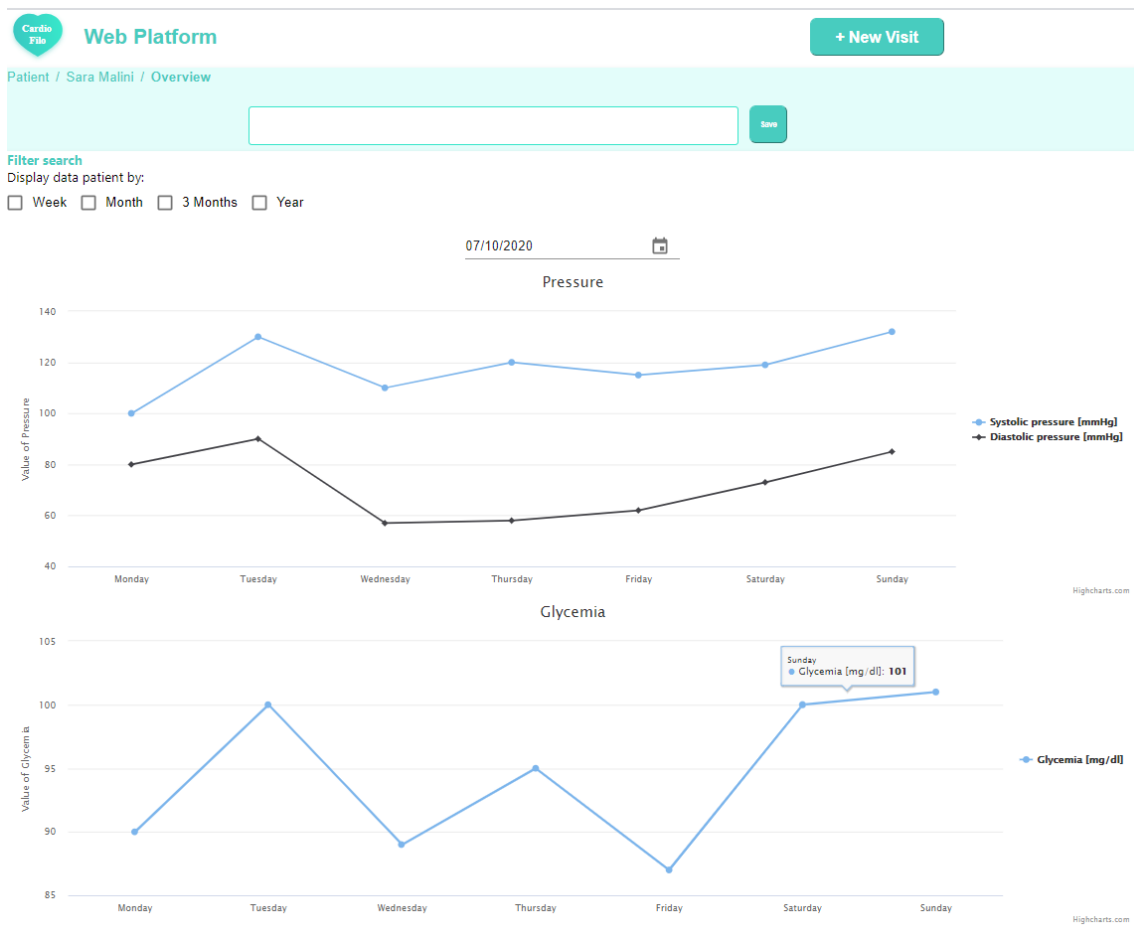 Cardio
Filo
Web Platform
+ New Visit
Patient / Sara Malini / Overview
Save
Filter search
Display data patient by:
Week Month 3 Months Year
07/10/2020
Pressure
140
120
100
80
60
40
Value of Pressure
Systolic pressure [mmHg]
Diastolic pressure [mmHg]
Monday Tuesday Wednesday Thursday Friday Saturday Sunday
Highcharts.com
Glycemia
105
100
95
90
85
Value of Glycemia
Sunday
Glycemia [mg/dl]: 101
Glycemia [mg/dl]
Monday Tuesday Wednesday Thursday Friday Saturday Sunday
Highcharts.com